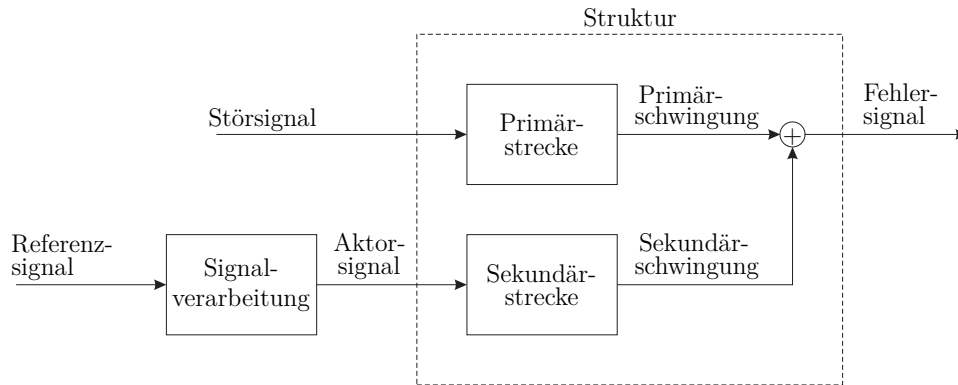 Struktur
Störsignal
Primär-
strecke
Primär-
schwingung
+
Fehler-
signal
Referenz-
signal
Signal-
verarbeitung
Aktor-
signal
Sekundär-
strecke
Sekundär-
schwingung